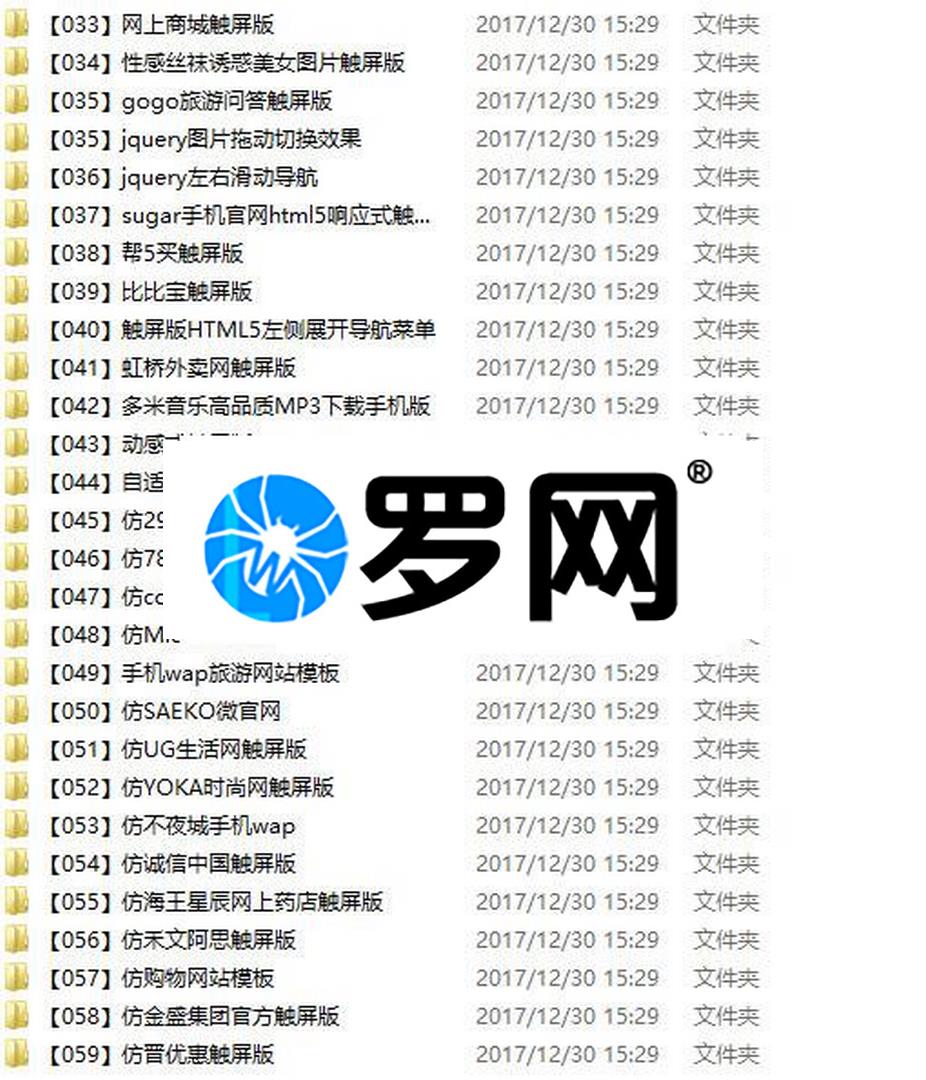 【033】网上商城触屏版 2017/12/30 15:29 文件夹
【034】性感丝袜诱惑美女图片触屏版 2017/12/30 15:29 文件夹
【035】gogo旅游问答触屏版 2017/12/30 15:29 文件夹
【035】jquery图片拖动切换效果 2017/12/30 15:29 文件夹
【036】jquery左右滑动导航 2017/12/30 15:29 文件夹
【037】sugar手机官网html5响应式触... 2017/12/30 15:29 文件夹
【038】帮5买触屏版 2017/12/30 15:29 文件夹
【039】比比宝触屏版 2017/12/30 15:29 文件夹
【040】触屏版HTML5左侧展开导航菜单 2017/12/30 15:29 文件夹
【041】虹桥外卖网触屏版 2017/12/30 15:29 文件夹
【042】多米音乐高品质MP3下载手机版 2017/12/30 15:29 文件夹
【043】动感
【044】自适
【045】仿29
【046】仿78
【047】仿cc
【048】仿M.
罗网®
【049】手机wap旅游网站模板 2017/12/30 15:29 文件夹
【050】仿SAEKO微官网 2017/12/30 15:29 文件夹
【051】仿UG生活网触屏版 2017/12/30 15:29 文件夹
【052】仿YOKA时尚网触屏版 2017/12/30 15:29 文件夹
【053】仿不夜城手机wap 2017/12/30 15:29 文件夹
【054】仿诚信中国触屏版 2017/12/30 15:29 文件夹
【055】仿海王星辰网上药店触屏版 2017/12/30 15:29 文件夹
【056】仿禾文阿思触屏版 2017/12/30 15:29 文件夹
【057】仿购物网站模板 2017/12/30 15:29 文件夹
【058】仿金盛集团官方触屏版 2017/12/30 15:29 文件夹
【059】仿晋优惠触屏版 2017/12/30 15:29 文件夹